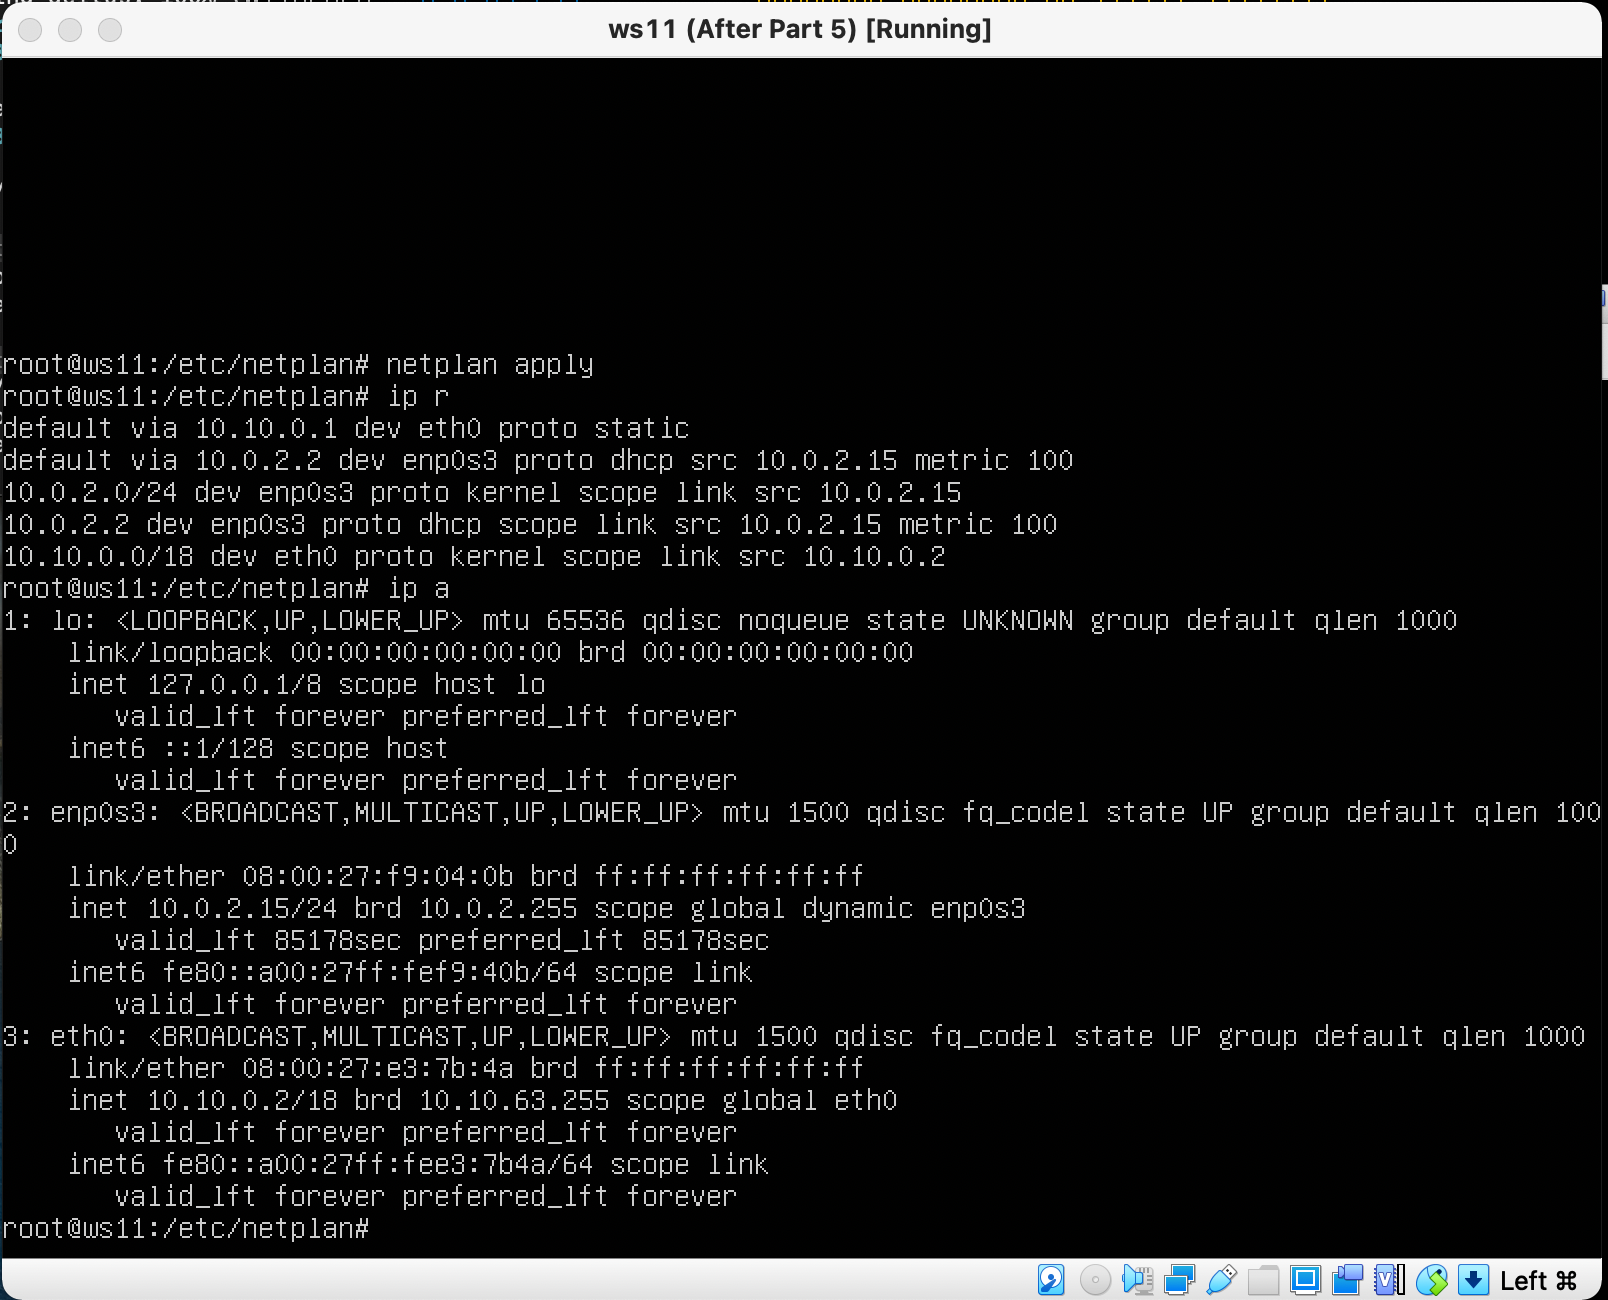 ws11 (After Part 5) [Running]
root@ws11:/etc/netplan# netplan apply
root@ws11:/etc/netplan# ip r
default via 10.10.0.1 dev eth0 proto static
default via 10.0.2.2 dev enp0s3 proto dhcp src 10.0.2.15 metric 100
10.0.2.0/24 dev enp0s3 proto kernel scope link src 10.0.2.15
10.0.2.2 dev enp0s3 proto dhcp scope link src 10.0.2.15 metric 100
10.10.0.0/18 dev eth0 proto kernel scope link src 10.10.0.2
root@ws11:/etc/netplan# ip a
1: lo: <LOOPBACK,UP,LOWER_UP> mtu 65536 qdisc noqueue state UNKNOWN group default qlen 1000
    link/loopback 00:00:00:00:00:00 brd 00:00:00:00:00:00
    inet 127.0.0.1/8 scope host lo
       valid_lft forever preferred_lft forever
    inet6 ::1/128 scope host
       valid_lft forever preferred_lft forever
2: enp0s3: <BROADCAST,MULTICAST,UP,LOWER_UP> mtu 1500 qdisc fq_codel state UP group default qlen 100
0
    link/ether 08:00:27:f9:04:0b brd ff:ff:ff:ff:ff:ff
    inet 10.0.2.15/24 brd 10.0.2.255 scope global dynamic enp0s3
       valid_lft 85178sec preferred_lft 85178sec
    inet6 fe80::a00:27ff:fef9:40b/64 scope link
       valid_lft forever preferred_lft forever
3: eth0: <BROADCAST,MULTICAST,UP,LOWER_UP> mtu 1500 qdisc fq_codel state UP group default qlen 1000
    link/ether 08:00:27:e3:7b:4a brd ff:ff:ff:ff:ff:ff
    inet 10.10.0.2/18 brd 10.10.63.255 scope global eth0
       valid_lft forever preferred_lft forever
    inet6 fe80::a00:27ff:fee3:7b4a/64 scope link
       valid_lft forever preferred_lft forever
root@ws11:/etc/netplan#
Left ⌘